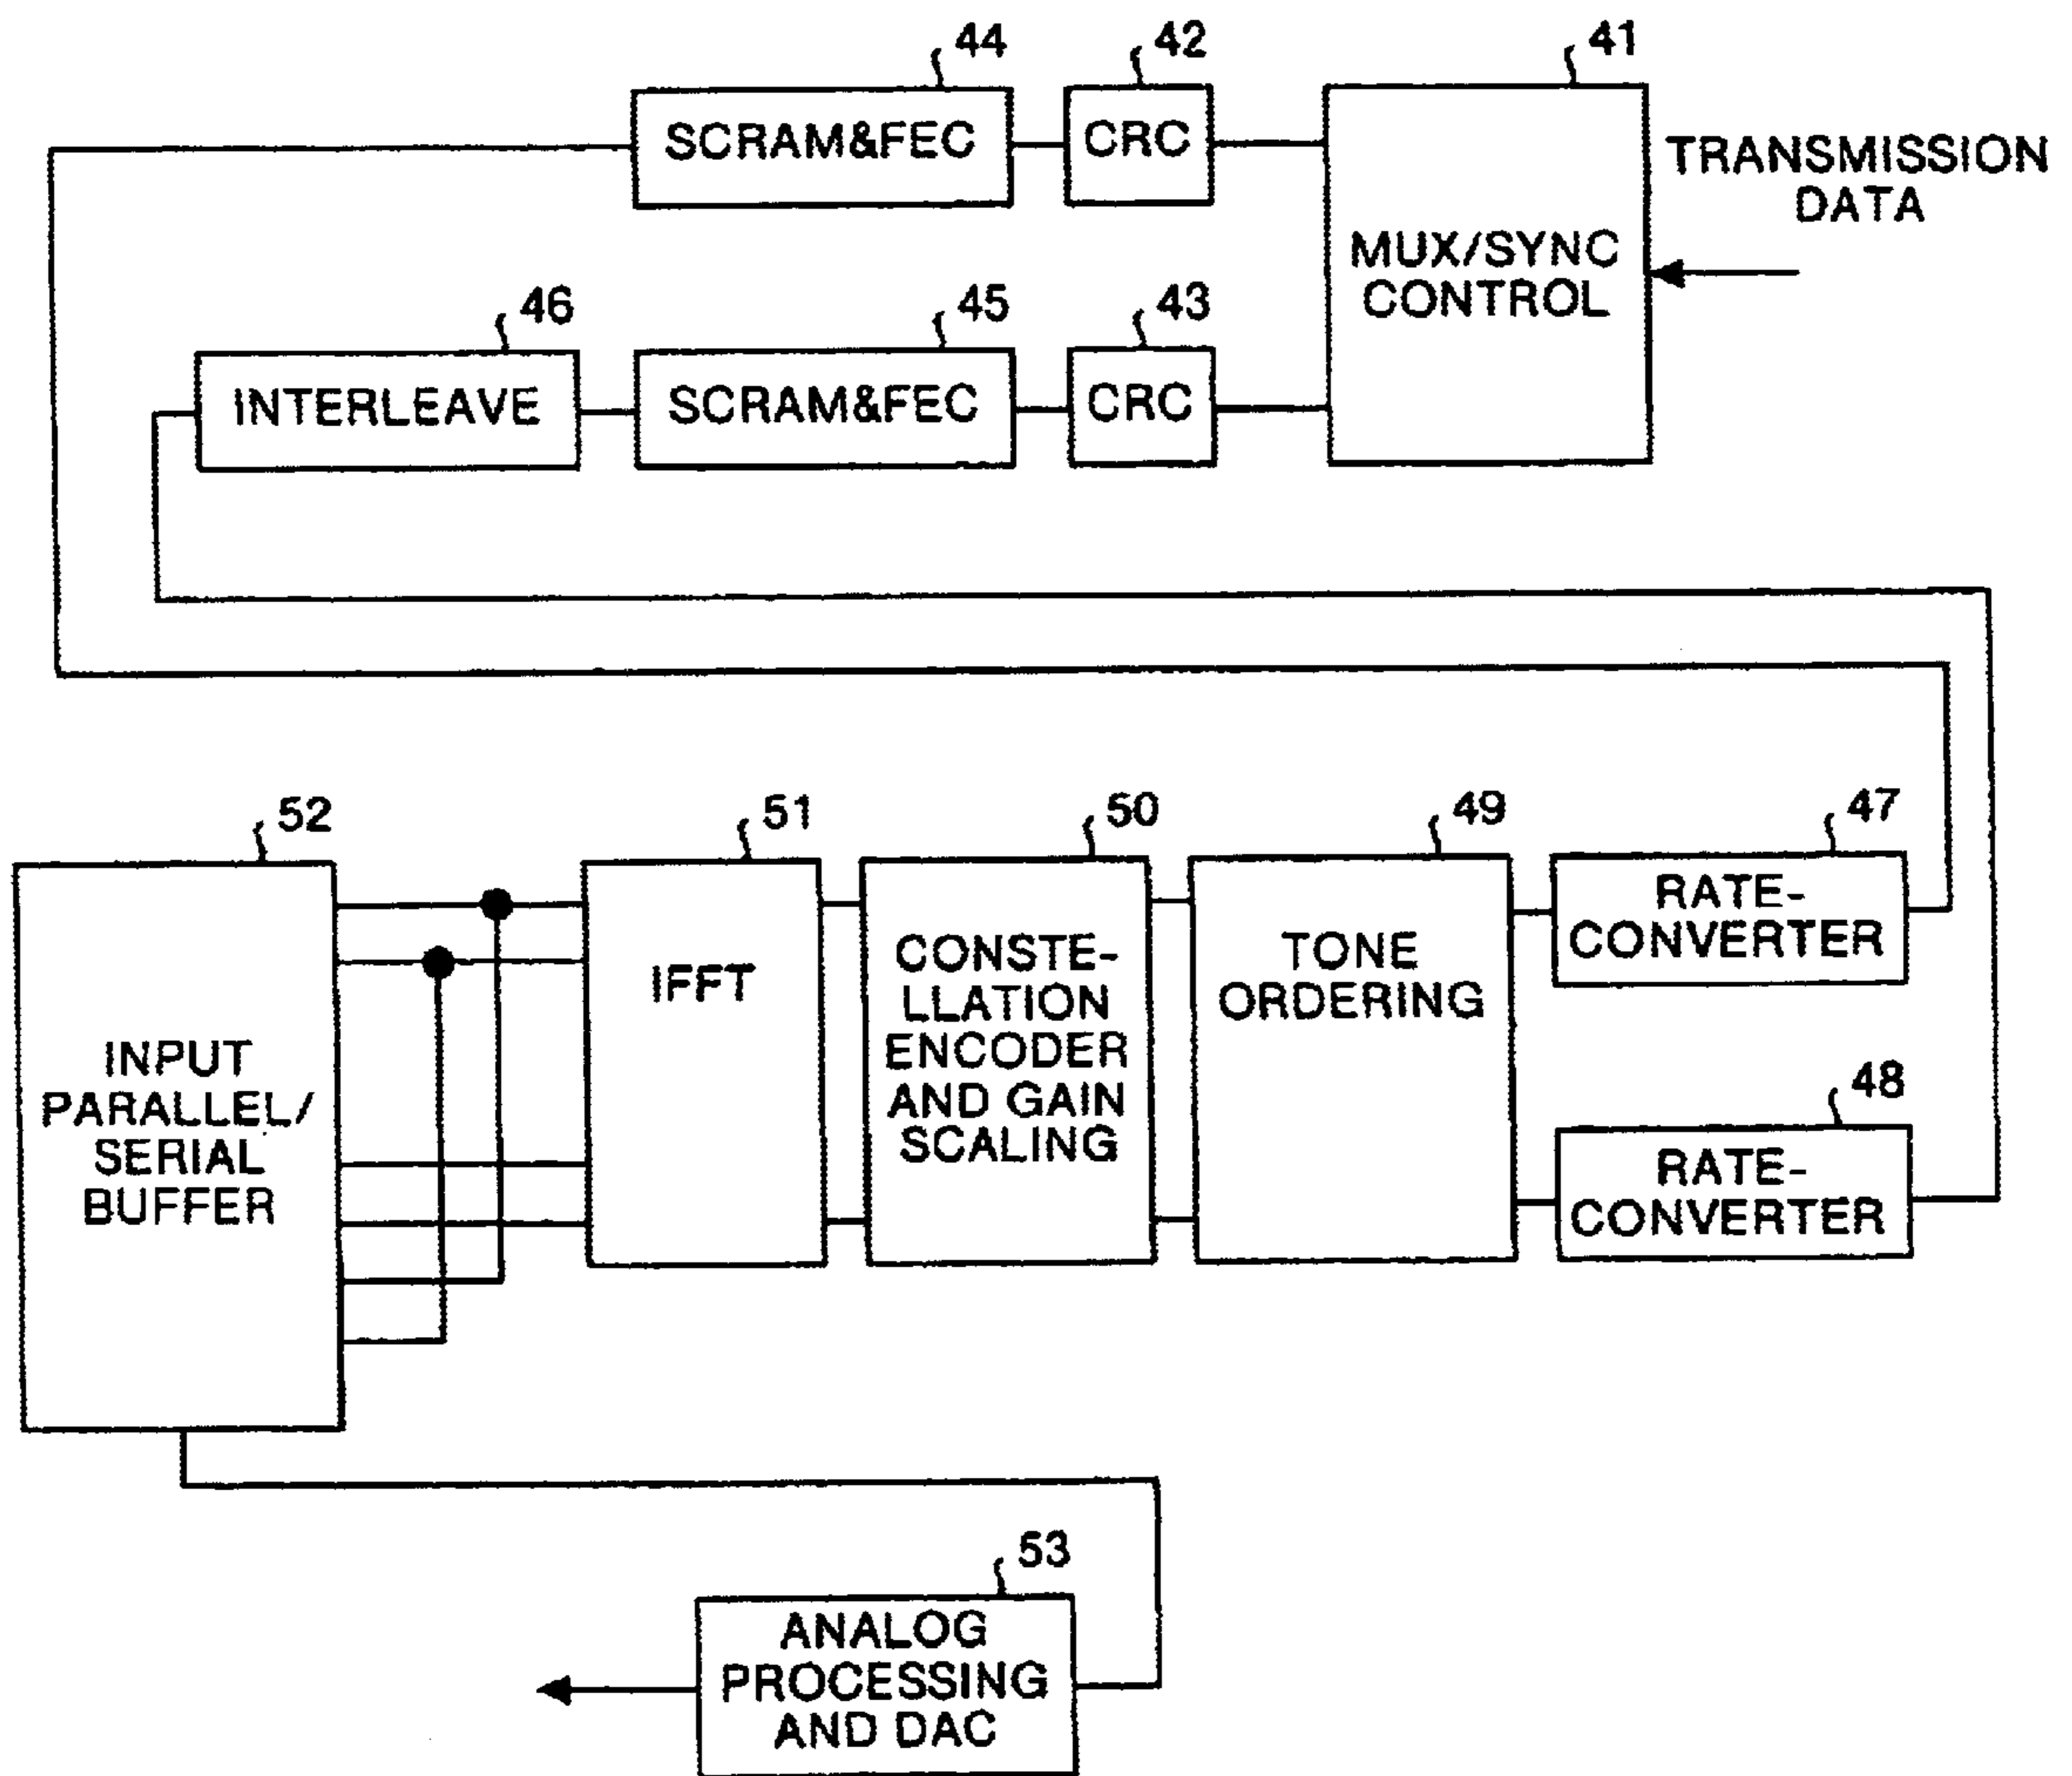 44
42
41
SCRAM&FEC
CRC
TRANSMISSION
DATA
MUX/SYNC
CONTROL
46
45
43
INTERLEAVE
SCRAM&FEC
CRC
52
51
50
49
47
RATE-
CONVERTER
CONSTE-
LLATION
ENCODER
AND GAIN
SCALING
TONE
ORDERING
IFFT
INPUT
PARALLEL/
SERIAL
BUFFER
48
RATE-
CONVERTER
53
ANALOG
PROCESSING
AND DAC